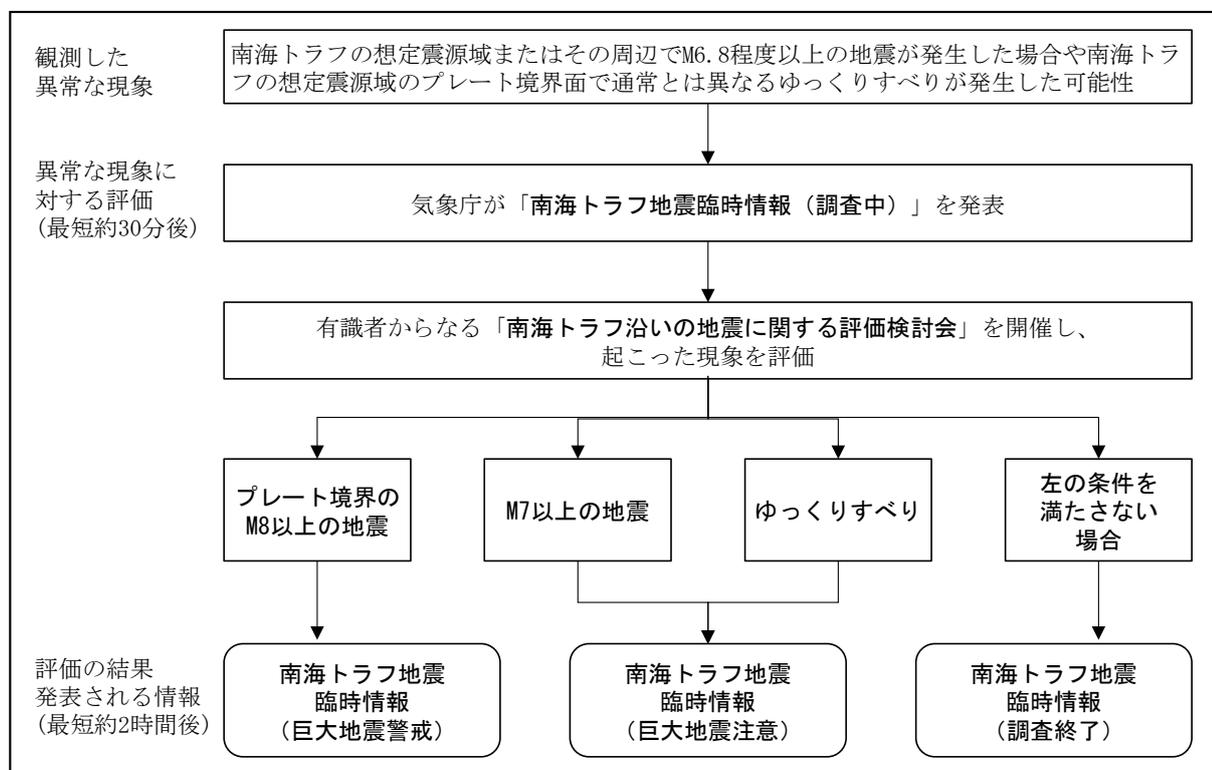 観測した
異常な現象
南海トラフの想定震源域またはその周辺でM6.8程度以上の地震が発生した場合や南海トラ
フの想定震源域のプレート境界面で通常とは異なるゆっくりすべりが発生した可能性
異常な現象に
対する評価
(最短約30分後)
気象庁が「南海トラフ地震臨時情報（調査中）」を発表
有識者からなる「南海トラフ沿いの地震に関する評価検討会」を開催し、
起こった現象を評価
プレート境界の
M8以上の地震
M7以上の地震
ゆっくりすべり
左の条件を
満たさない
場合
評価の結果
発表される情報
(最短約2時間後)
南海トラフ地震
臨時情報
(巨大地震警戒)
南海トラフ地震
臨時情報
(巨大地震注意)
南海トラフ地震
臨時情報
(調査終了)